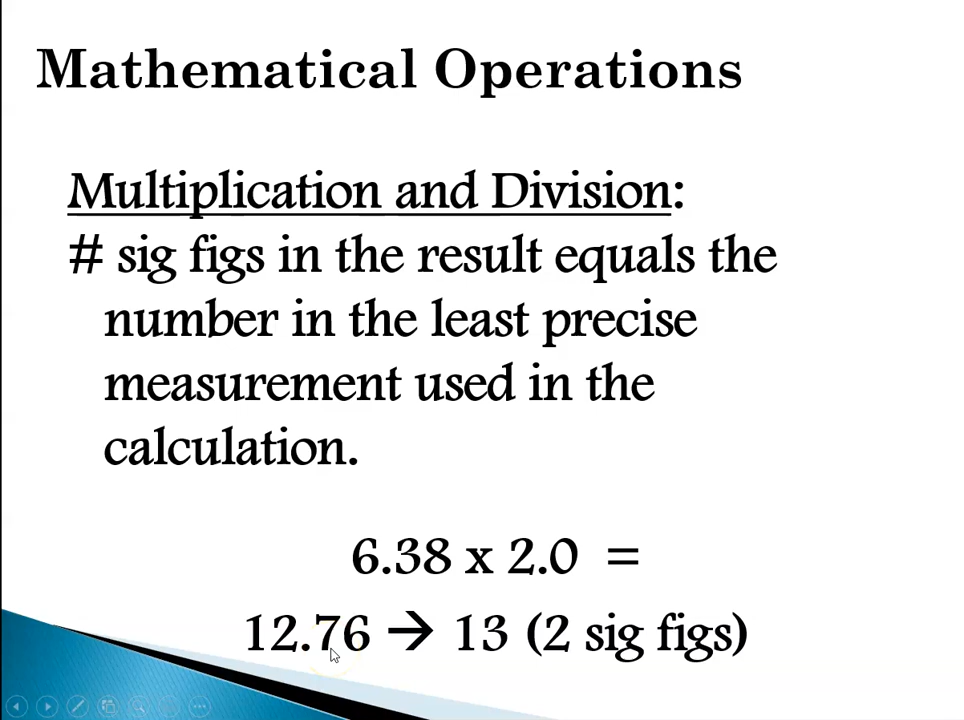 Mathematical Operations
Multiplication and Division:
# sig figs in the result equals the
number in the least precise
measurement used in the
calculation.
6.38 x 2.0 =
12.76 → 13 (2 sig figs)